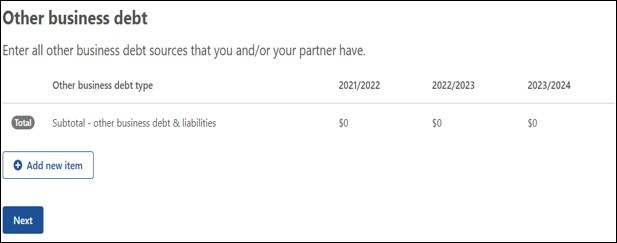 Other business debt
Enter all other business debt sources that you and/or your partner have.
Other business debt type 2021/2022 2022/2023 2023/2024
Total Subtotal - other business debt & liabilities $0 $0 $0
Add new item
Next